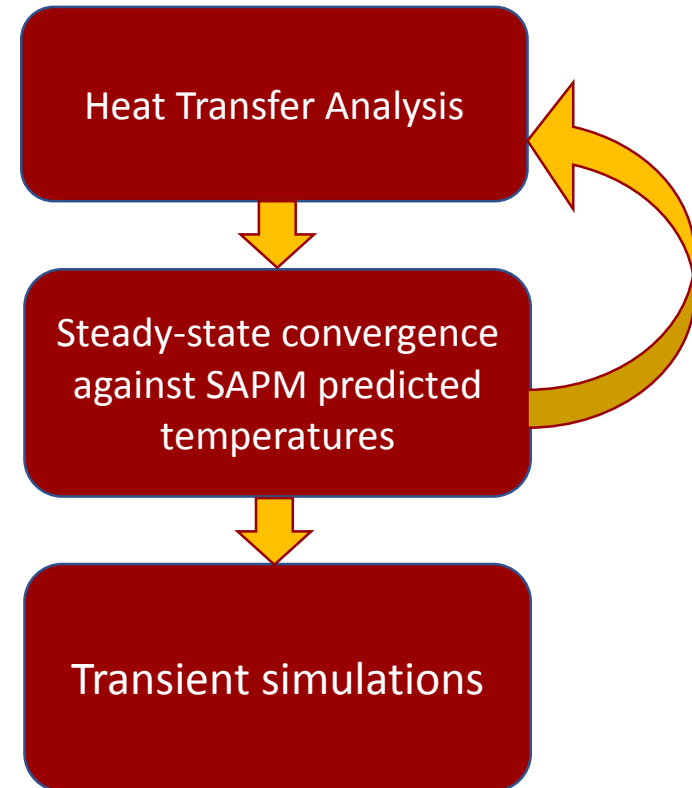 Heat Transfer Analysis
Steady-state convergence
against SAPM predicted
temperatures
Transient simulations